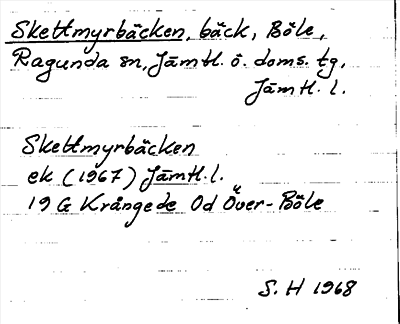 Skettmyrbäcken, bäck, Böle,
Ragunda sn, Jämtl. ö. doms. tg,
Jämtl. l.
Skettmyrbäcken
ek (1967) Jämtl. l.
19 G Krångede Od Över-Böle
S. H 1968